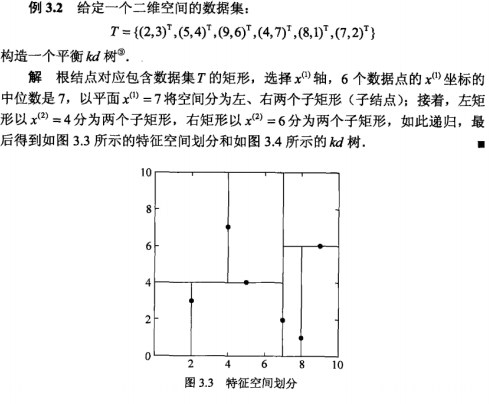 例 3.2 给定一个二维空间的数据集：
T = {(2,3)ᵀ,(5,4)ᵀ,(9,6)ᵀ,(4,7)ᵀ,(8,1)ᵀ,(7,2)ᵀ}
构造一个平衡 kd 树③．
解 根结点对应包含数据集 T 的矩形，选择 x⁽¹⁾ 轴，6 个数据点的 x⁽¹⁾ 坐标的
中位数是 7，以平面 x⁽¹⁾ = 7 将空间分为左、右两个子矩形（子结点）；接着，左矩
形以 x⁽²⁾ = 4 分为两个子矩形，右矩形以 x⁽²⁾ = 6 分为两个子矩形，如此递归，最
后得到如图 3.3 所示的特征空间划分和如图 3.4 所示的 kd 树． ■
10
8
6
4
2
0
2 4 6 8 10
图 3.3 特征空间划分